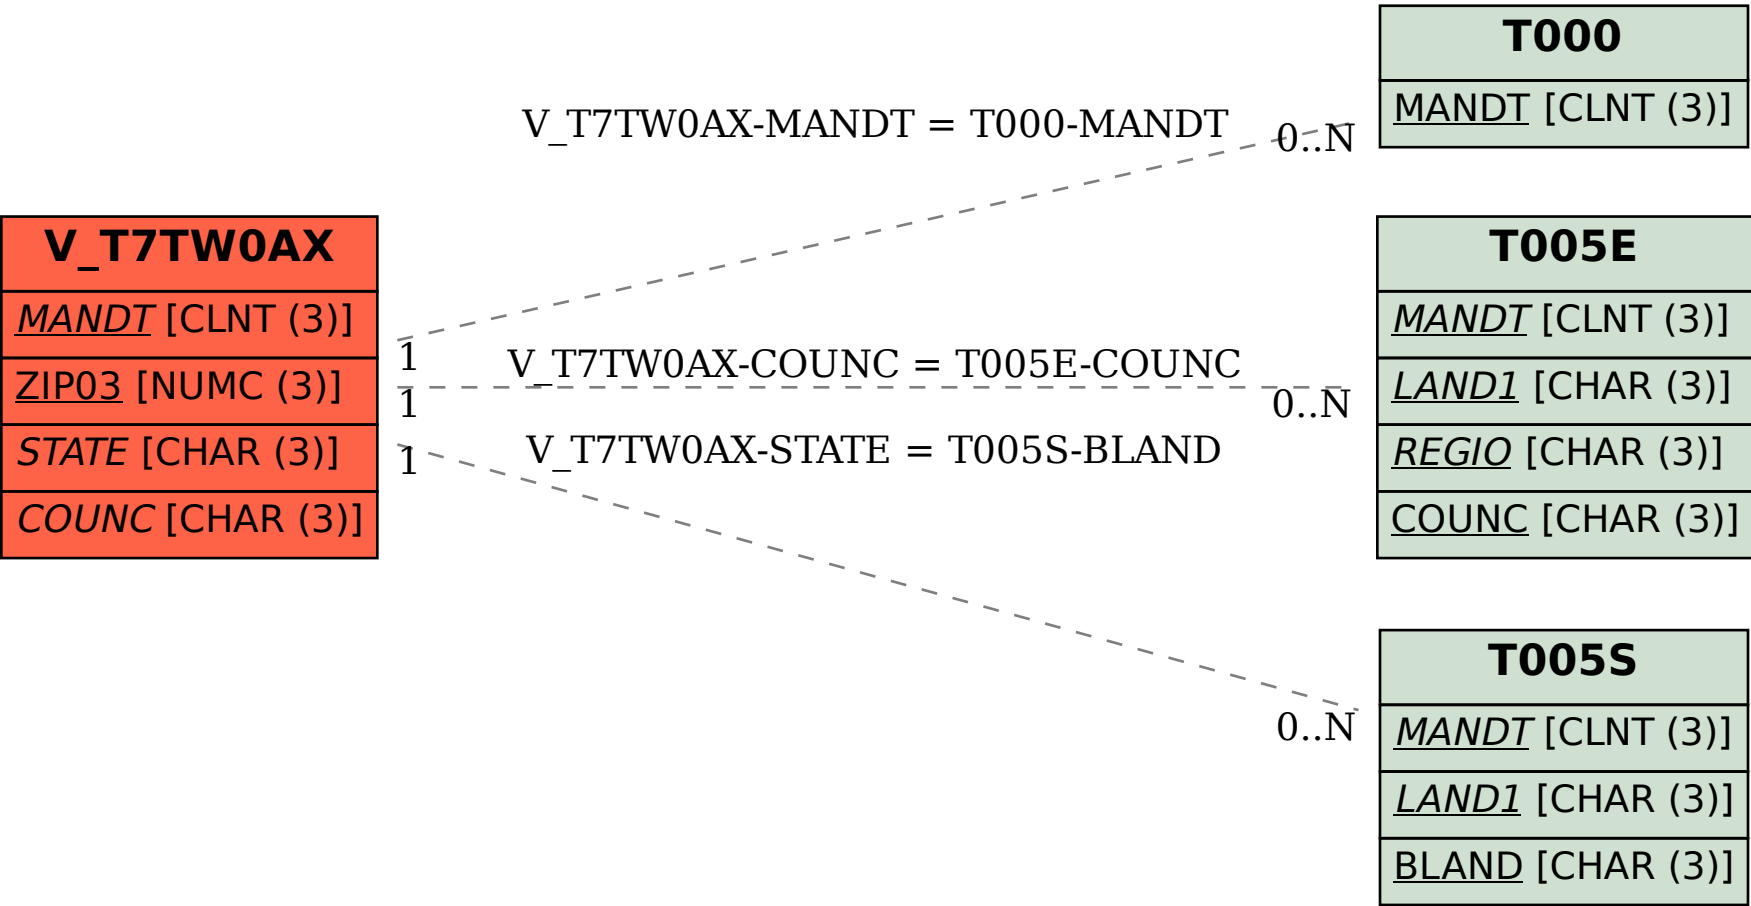 V_T7TW0AX
MANDT [CLNT (3)]
ZIP03 [NUMC (3)]
STATE [CHAR (3)]
COUNC [CHAR (3)]
V_T7TW0AX-MANDT = T000-MANDT
1
0..N
V_T7TW0AX-COUNC = T005E-COUNC
1
0..N
V_T7TW0AX-STATE = T005S-BLAND
1
0..N
T000
MANDT [CLNT (3)]
T005E
MANDT [CLNT (3)]
LAND1 [CHAR (3)]
REGIO [CHAR (3)]
COUNC [CHAR (3)]
T005S
MANDT [CLNT (3)]
LAND1 [CHAR (3)]
BLAND [CHAR (3)]